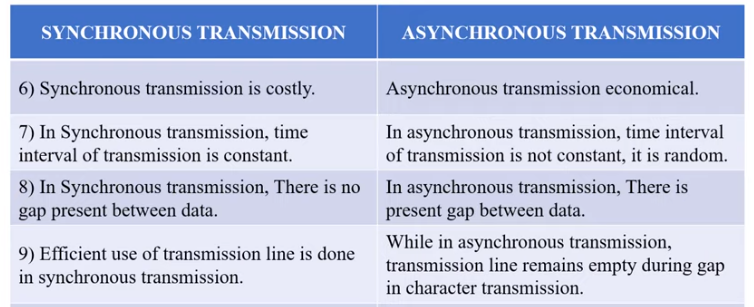 SYNCHRONOUS TRANSMISSION
ASYNCHRONOUS TRANSMISSION
6) Synchronous transmission is costly.
Asynchronous transmission economical.
7) In Synchronous transmission, time
interval of transmission is constant.
In asynchronous transmission, time interval
of transmission is not constant, it is random.
8) In Synchronous transmission, There is no
gap present between data.
In asynchronous transmission, There is
present gap between data.
9) Efficient use of transmission line is done
in synchronous transmission.
While in asynchronous transmission,
transmission line remains empty during gap
in character transmission.